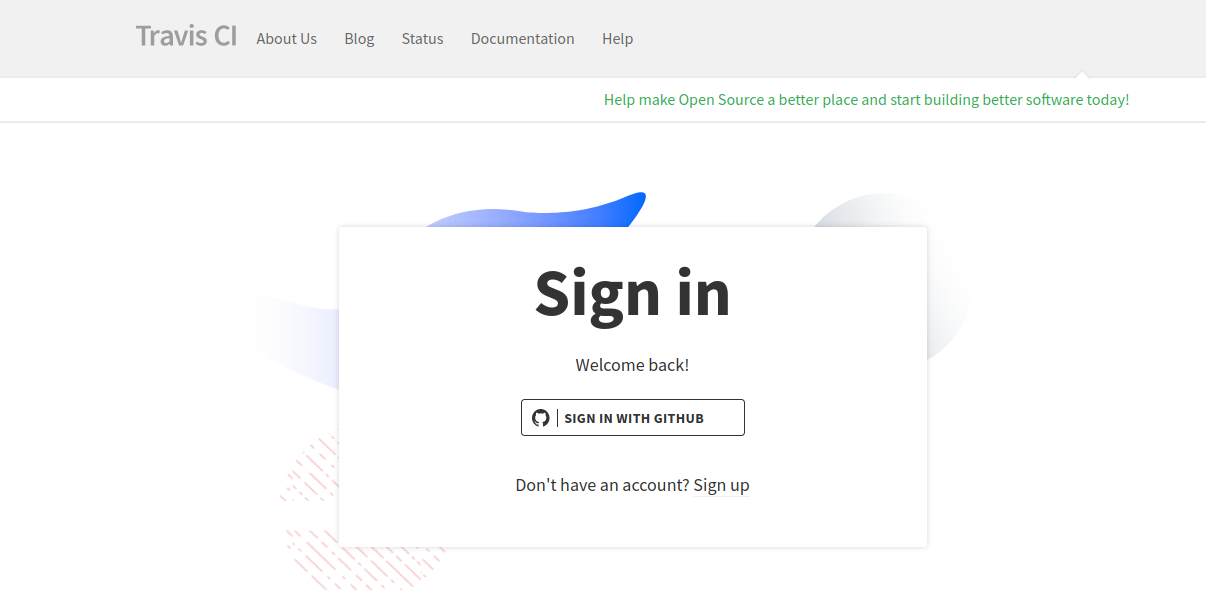 Travis CI About Us Blog Status Documentation Help
Help make Open Source a better place and start building better software today!
Sign in
Welcome back!
SIGN IN WITH GITHUB
Don't have an account? Sign up